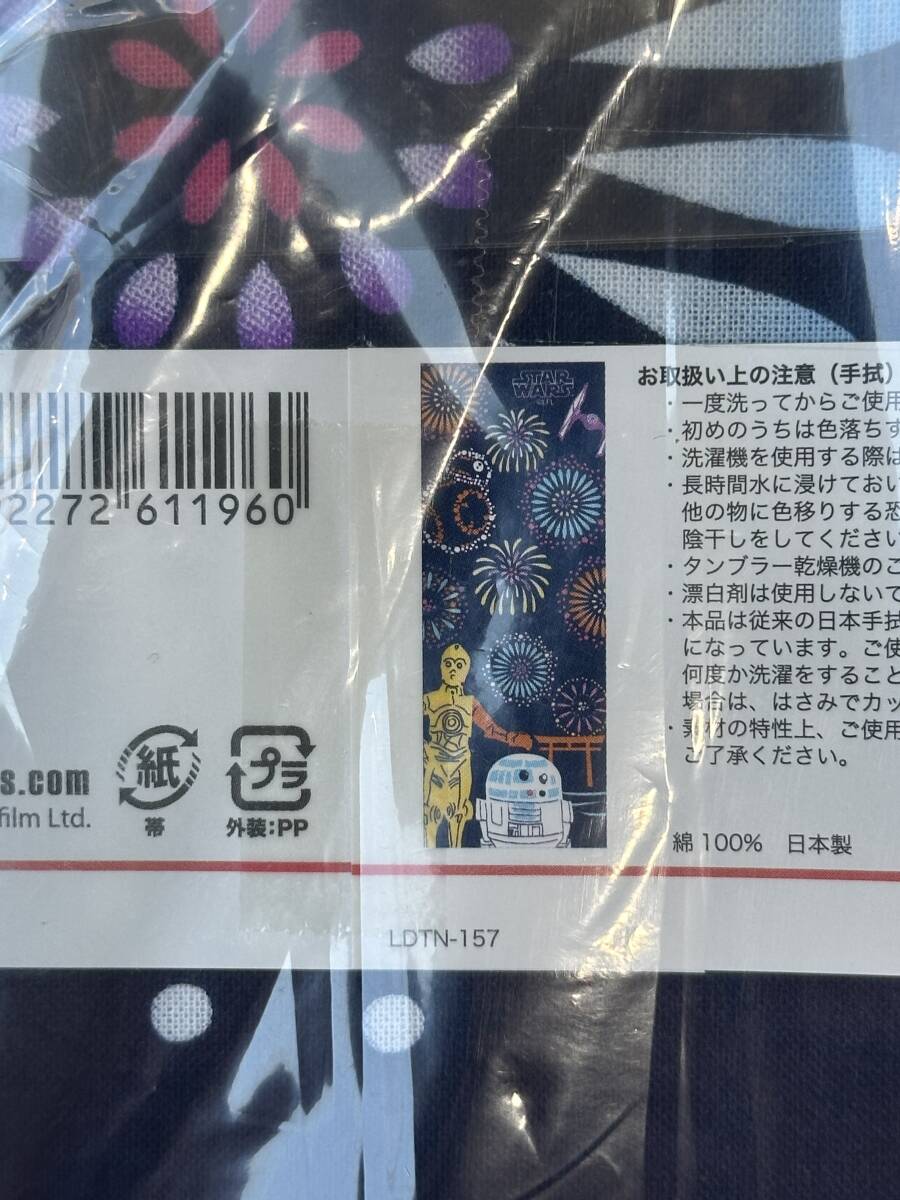 STAR
WARS
お取扱い上の注意（手拭）
・一度洗ってからご使用
・初めのうちは色落ちす
・洗濯機を使用する際は
・長時間水に浸けておい
他の物に色移りする恐
陰干しをしてください
・タンブラー乾燥機のご
・漂白剤は使用しないで
・本品は従来の日本手拭
になっています。ご使
何度か洗濯をすること
場合は、はさみでカッ
・素材の特性上、ご使用
ご了承ください。
綿100% 日本製
2272 611960
s.com
film Ltd.
紙
帯
プラ
外装:PP
LDTN-157